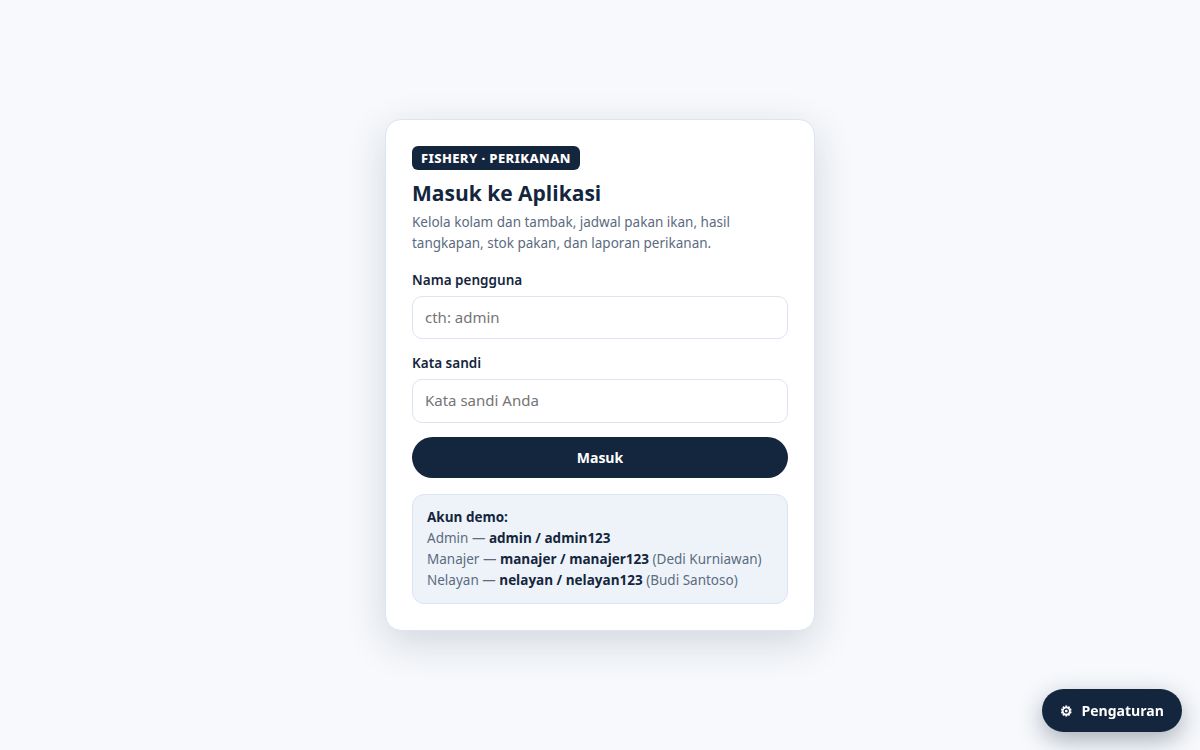 FISHERY · PERIKANAN
Masuk ke Aplikasi
Kelola kolam dan tambak, jadwal pakan ikan, hasil
tangkapan, stok pakan, dan laporan perikanan.
Nama pengguna
cth: admin
Kata sandi
Kata sandi Anda
Masuk
Akun demo:
Admin — admin / admin123
Manajer — manajer / manajer123 (Dedi Kurniawan)
Nelayan — nelayan / nelayan123 (Budi Santoso)
⚙ Pengaturan